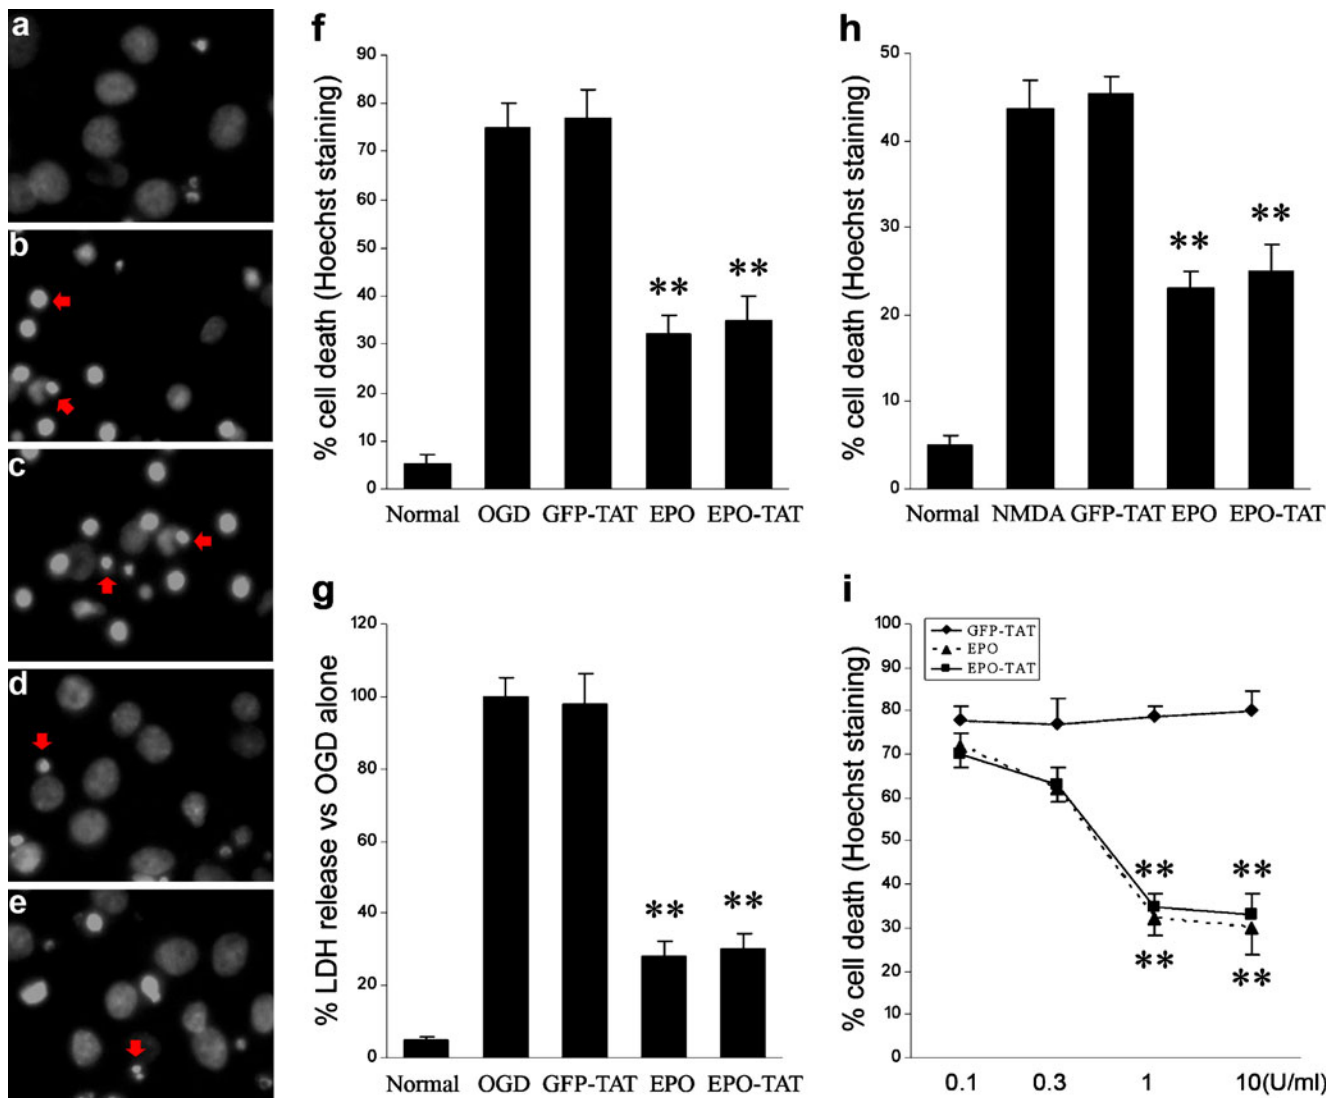 a
b
c
d
e
f
% cell death (Hoechst staining)
90
80
70
60
50
40
30
20
10
0
Normal OGD GFP-TAT EPO EPO-TAT
** **
g
% LDH release vs OGD alone
120
100
80
60
40
20
0
Normal OGD GFP-TAT EPO EPO-TAT
** **
h
% cell death (Hoechst staining)
50
40
30
20
10
0
Normal NMDA GFP-TAT EPO EPO-TAT
** **
i
% cell death (Hoechst staining)
100
90
80
70
60
50
40
30
20
10
0
GFP-TAT
EPO
EPO-TAT
** **
** **
0.1 0.3 1 10(U/ml)